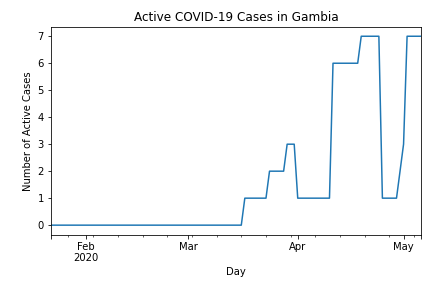 Active COVID-19 Cases in Gambia
Number of Active Cases
7
6
5
4
3
2
1
0
Feb
2020
Mar
Apr
May
Day